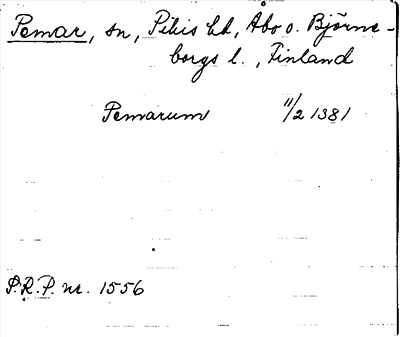 Pemar, sn, Pikis hd, Åbo o. Björne-
borgs l., Finland
Pemarum 11/2 1381
S.R.P. nr. 1556